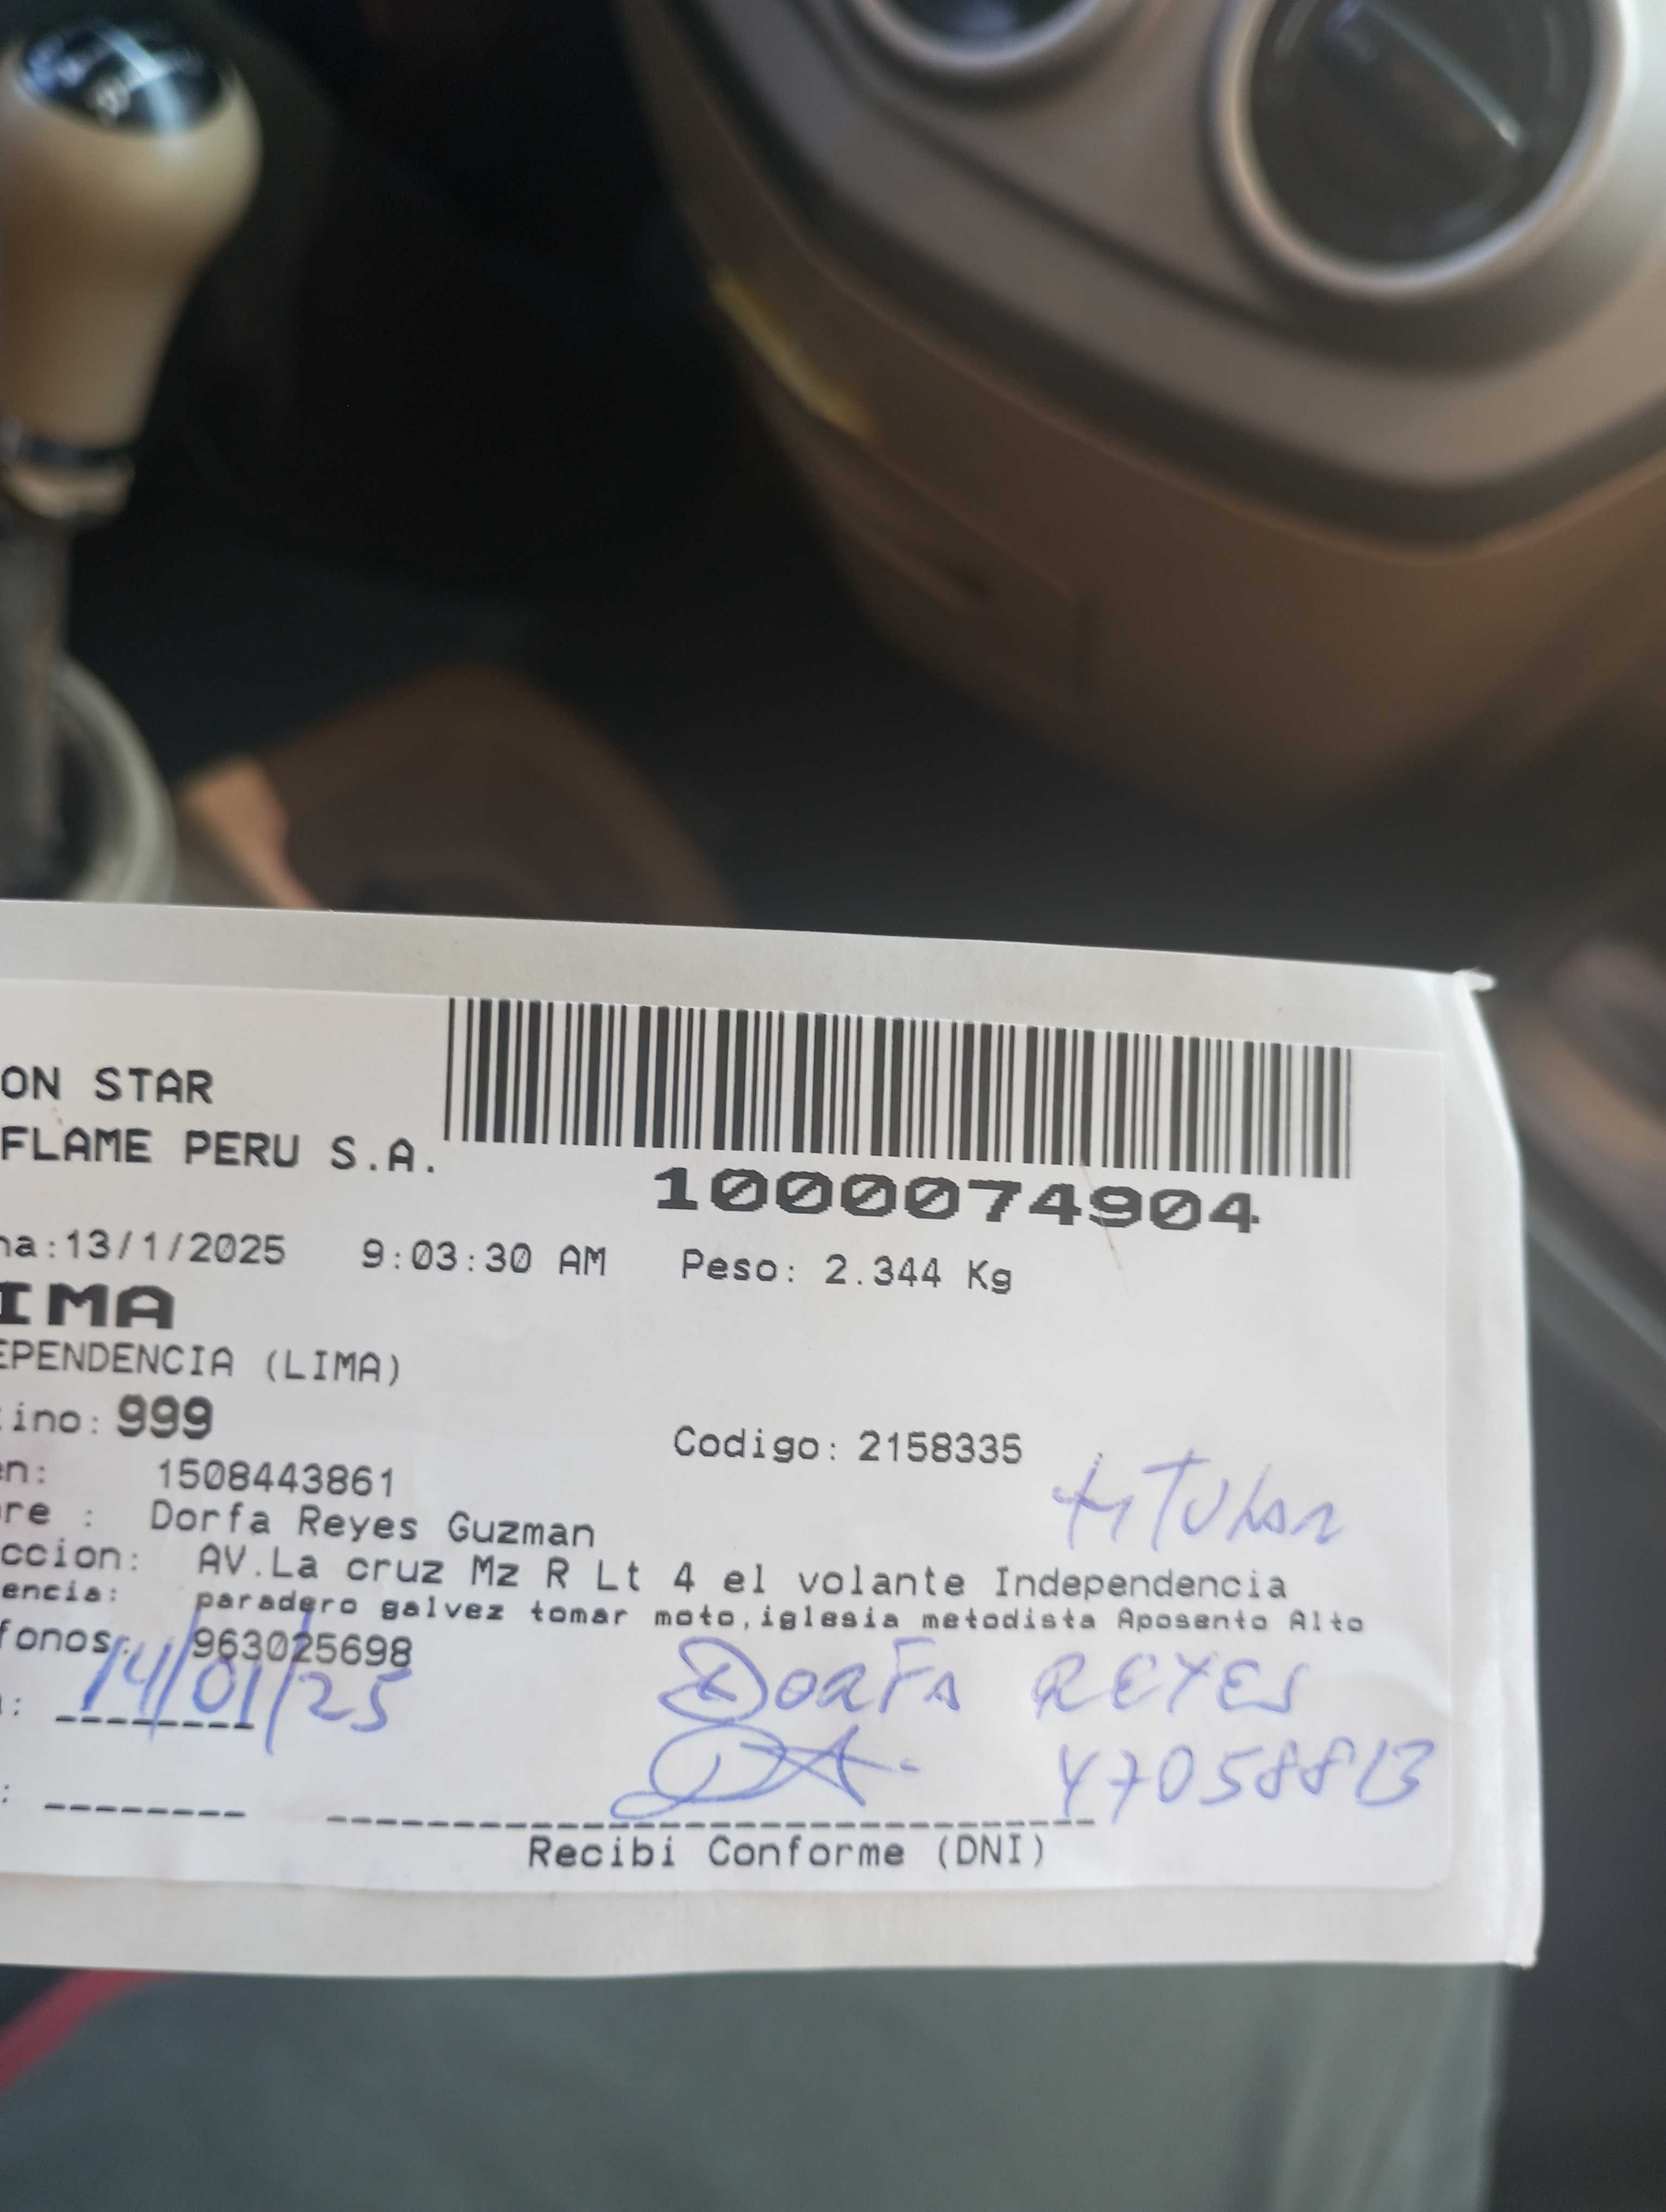 ON STAR
FLAME PERU S.A.
1000074904
na:13/1/2025 9:03:30 AM Peso: 2.344 Kg
IMA
EPENDENCIA (LIMA)
tino: 999
Codigo: 2158335
en: 1508443861
titular
re : Dorfa Reyes Guzman
ccion: AV.La cruz Mz R Lt 4 el volante Independencia
encia: paradero galvez tomar moto,iglesia metodista Aposento Alto
fonos: 963025698
a: 14/01/25
DORFA REYES
47058813
: 
Recibi Conforme (DNI)